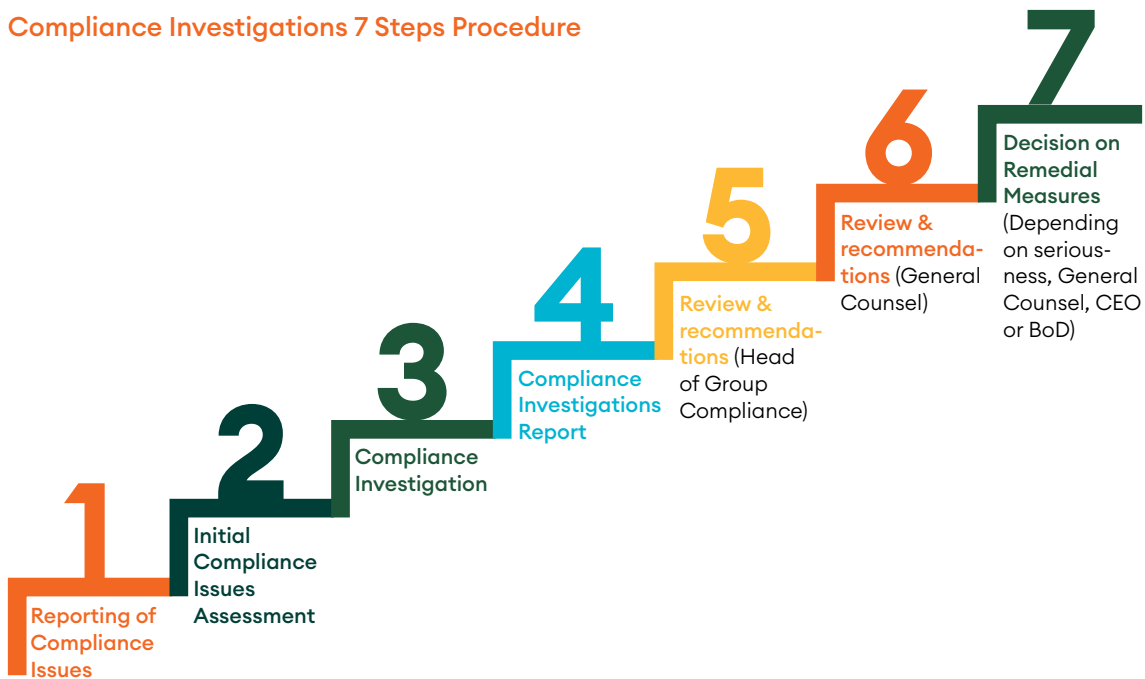 Compliance Investigations 7 Steps Procedure
1
Reporting of
Compliance
Issues
2
Initial
Compliance
Issues
Assessment
3
Compliance
Investigation
4
Compliance
Investigations
Report
5
Review &
recommenda-
tions (Head
of Group
Compliance)
6
Review &
recommenda-
tions (General
Counsel)
7
Decision on
Remedial
Measures
(Depending
on serious-
ness, General
Counsel, CEO
or BoD)